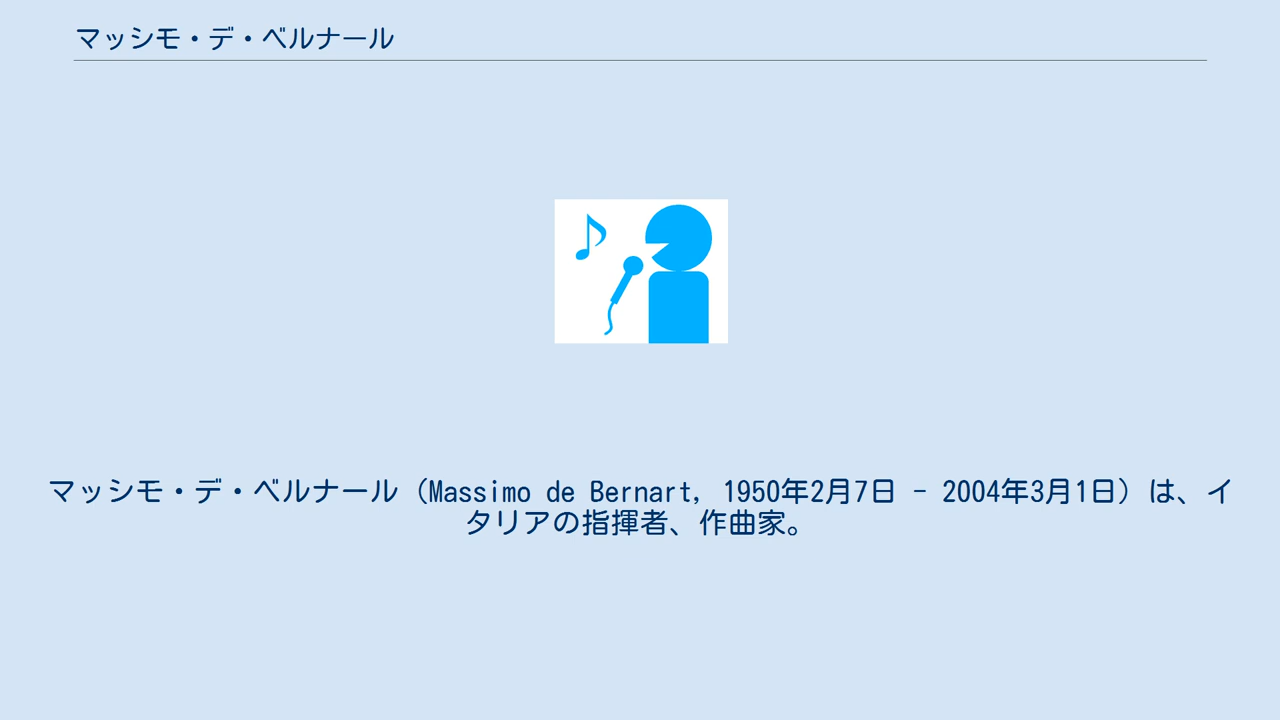 マッシモ・デ・ベルナール
マッシモ・デ・ベルナール（Massimo de Bernart, 1950年2月7日 - 2004年3月1日）は、イ
タリアの指揮者、作曲家。